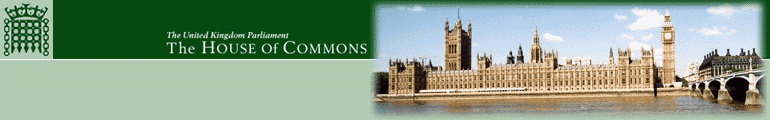 The United Kingdom Parliament
The HOUSE OF COMMONS